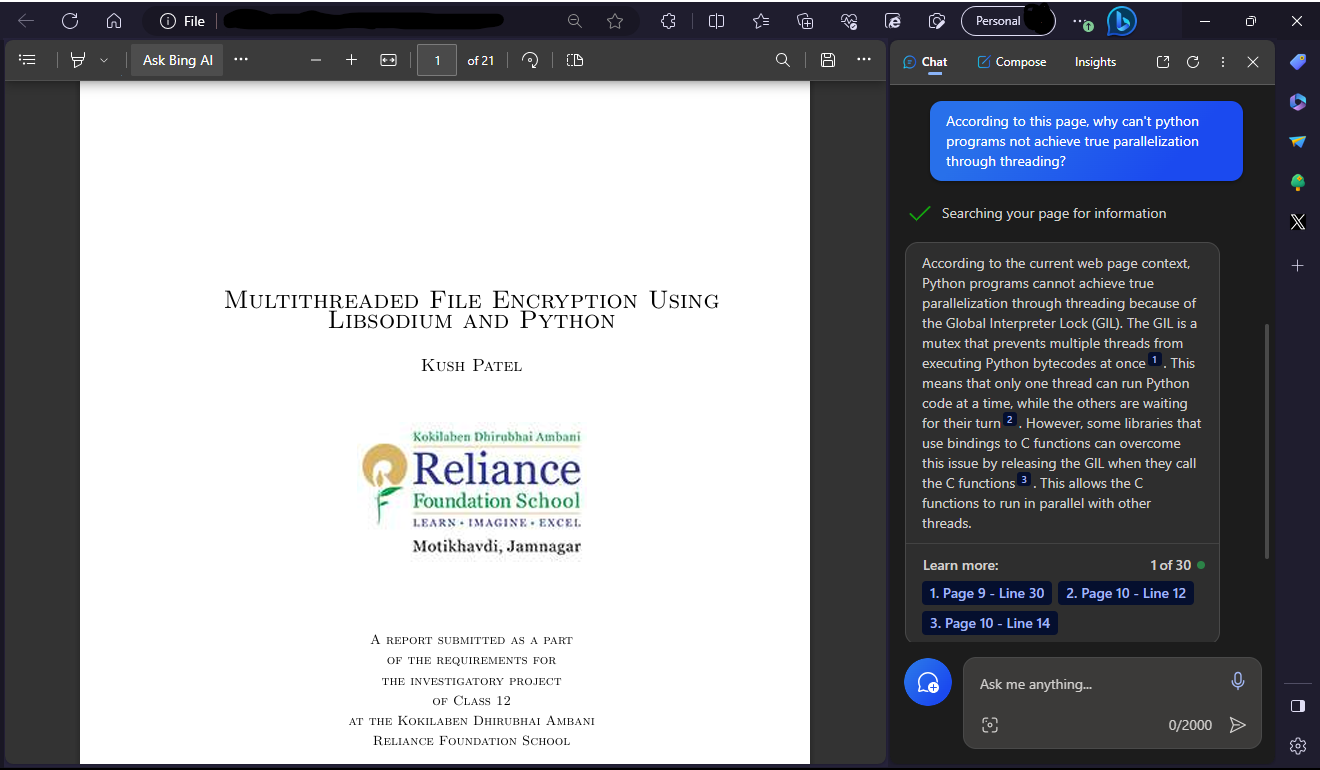 File
Personal
Ask Bing AI
1 of 21
Multithreaded File Encryption Using
Libsodium and Python
Kush Patel
Kokilaben Dhirubhai Ambani
Reliance
Foundation School
LEARN • IMAGINE • EXCEL
Motikhavdi, Jamnagar
A report submitted as a part
of the requirements for
the investigatory project
of Class 12
at the Kokilaben Dhirubhai Ambani
Reliance Foundation School
Chat
Compose
Insights
According to this page, why can't python
programs not achieve true parallelization
through threading?
Searching your page for information
According to the current web page context,
Python programs cannot achieve true
parallelization through threading because of
the Global Interpreter Lock (GIL). The GIL is a
mutex that prevents multiple threads from
executing Python bytecodes at once 1 . This
means that only one thread can run Python
code at a time, while the others are waiting
for their turn 2 . However, some libraries that
use bindings to C functions can overcome
this issue by releasing the GIL when they call
the C functions 3 . This allows the C
functions to run in parallel with other
threads.
Learn more: 1 of 30
1. Page 9 - Line 30 2. Page 10 - Line 12
3. Page 10 - Line 14
Ask me anything...
0/2000